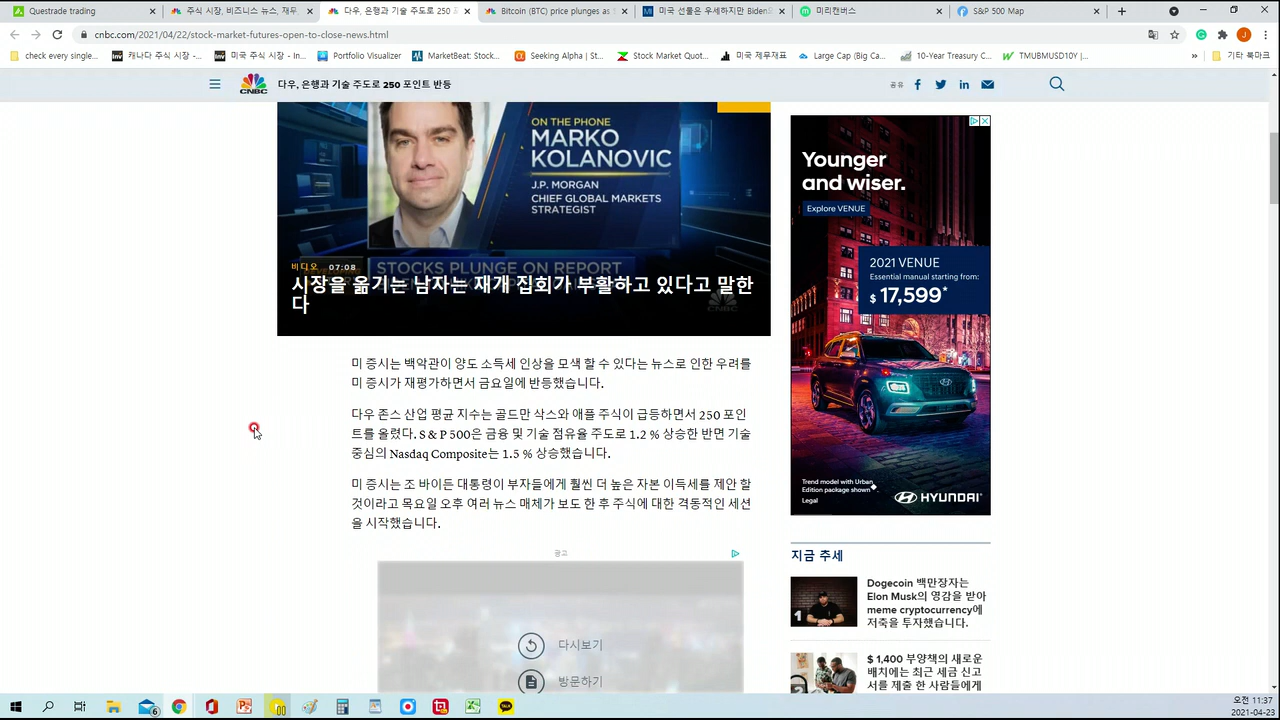 Questrade trading
주식 시장, 비즈니스 뉴스, 재무,
다우, 은행과 기술 주도로 250 포
Bitcoin (BTC) price plunges as B
미국 선물은 우세하지만 Biden의
미리캔버스
S&P 500 Map
cnbc.com/2021/04/22/stock-market-futures-open-to-close-news.html
check every single...
캐나다 주식 시장 -...
미국 주식 시장 - In...
Portfolio Visualizer
MarketBeat: Stock...
Seeking Alpha | St...
Stock Market Quot...
미국 제무재표
Large Cap (Big Ca...
10-Year Treasury C...
TMUBMUSD10Y |...
»
기타 북마크
CNBC
다우, 은행과 기술 주도로 250 포인트 반등
공유
ON THE PHONE
MARKO
KOLANOVIC
J.P. MORGAN
CHIEF GLOBAL MARKETS
STRATEGIST
비디오 07:08
STOCKS PLUNGE ON REPORT
시장을 옮기는 남자는 재개 집회가 부활하고 있다고 말한
다
CNBC
미 증시는 백악관이 양도 소득세 인상을 모색 할 수 있다는 뉴스로 인한 우려를
미 증시가 재평가하면서 금요일에 반등했습니다.
다우 존스 산업 평균 지수는 골드만 삭스와 애플 주식이 급등하면서 250 포인
트를 올렸다. S & P 500은 금융 및 기술 점유율 주도로 1.2 % 상승한 반면 기술
중심의 Nasdaq Composite는 1.5 % 상승했습니다.
미 증시는 조 바이든 대통령이 부자들에게 훨씬 더 높은 자본 이득세를 제안 할
것이라고 목요일 오후 여러 뉴스 매체가 보도 한 후 주식에 대한 격동적인 세션
을 시작했습니다.
광고
다시보기
방문하기
Younger
and wiser.
Explore VENUE
2021 VENUE
Essential manual starting from:
$ 17,599*
Trend model with Urban
Edition package shown
Legal
HYUNDAI
지금 추세
1
Dogecoin 백만장자는
Elon Musk의 영감을 받아
meme cryptocurrency에
저축을 투자했습니다.
2
$ 1,400 부양책의 새로운
배치에는 최근 세금 신고
서를 제출 한 사람들에게
6
TALK
오전 11:37
2021-04-23